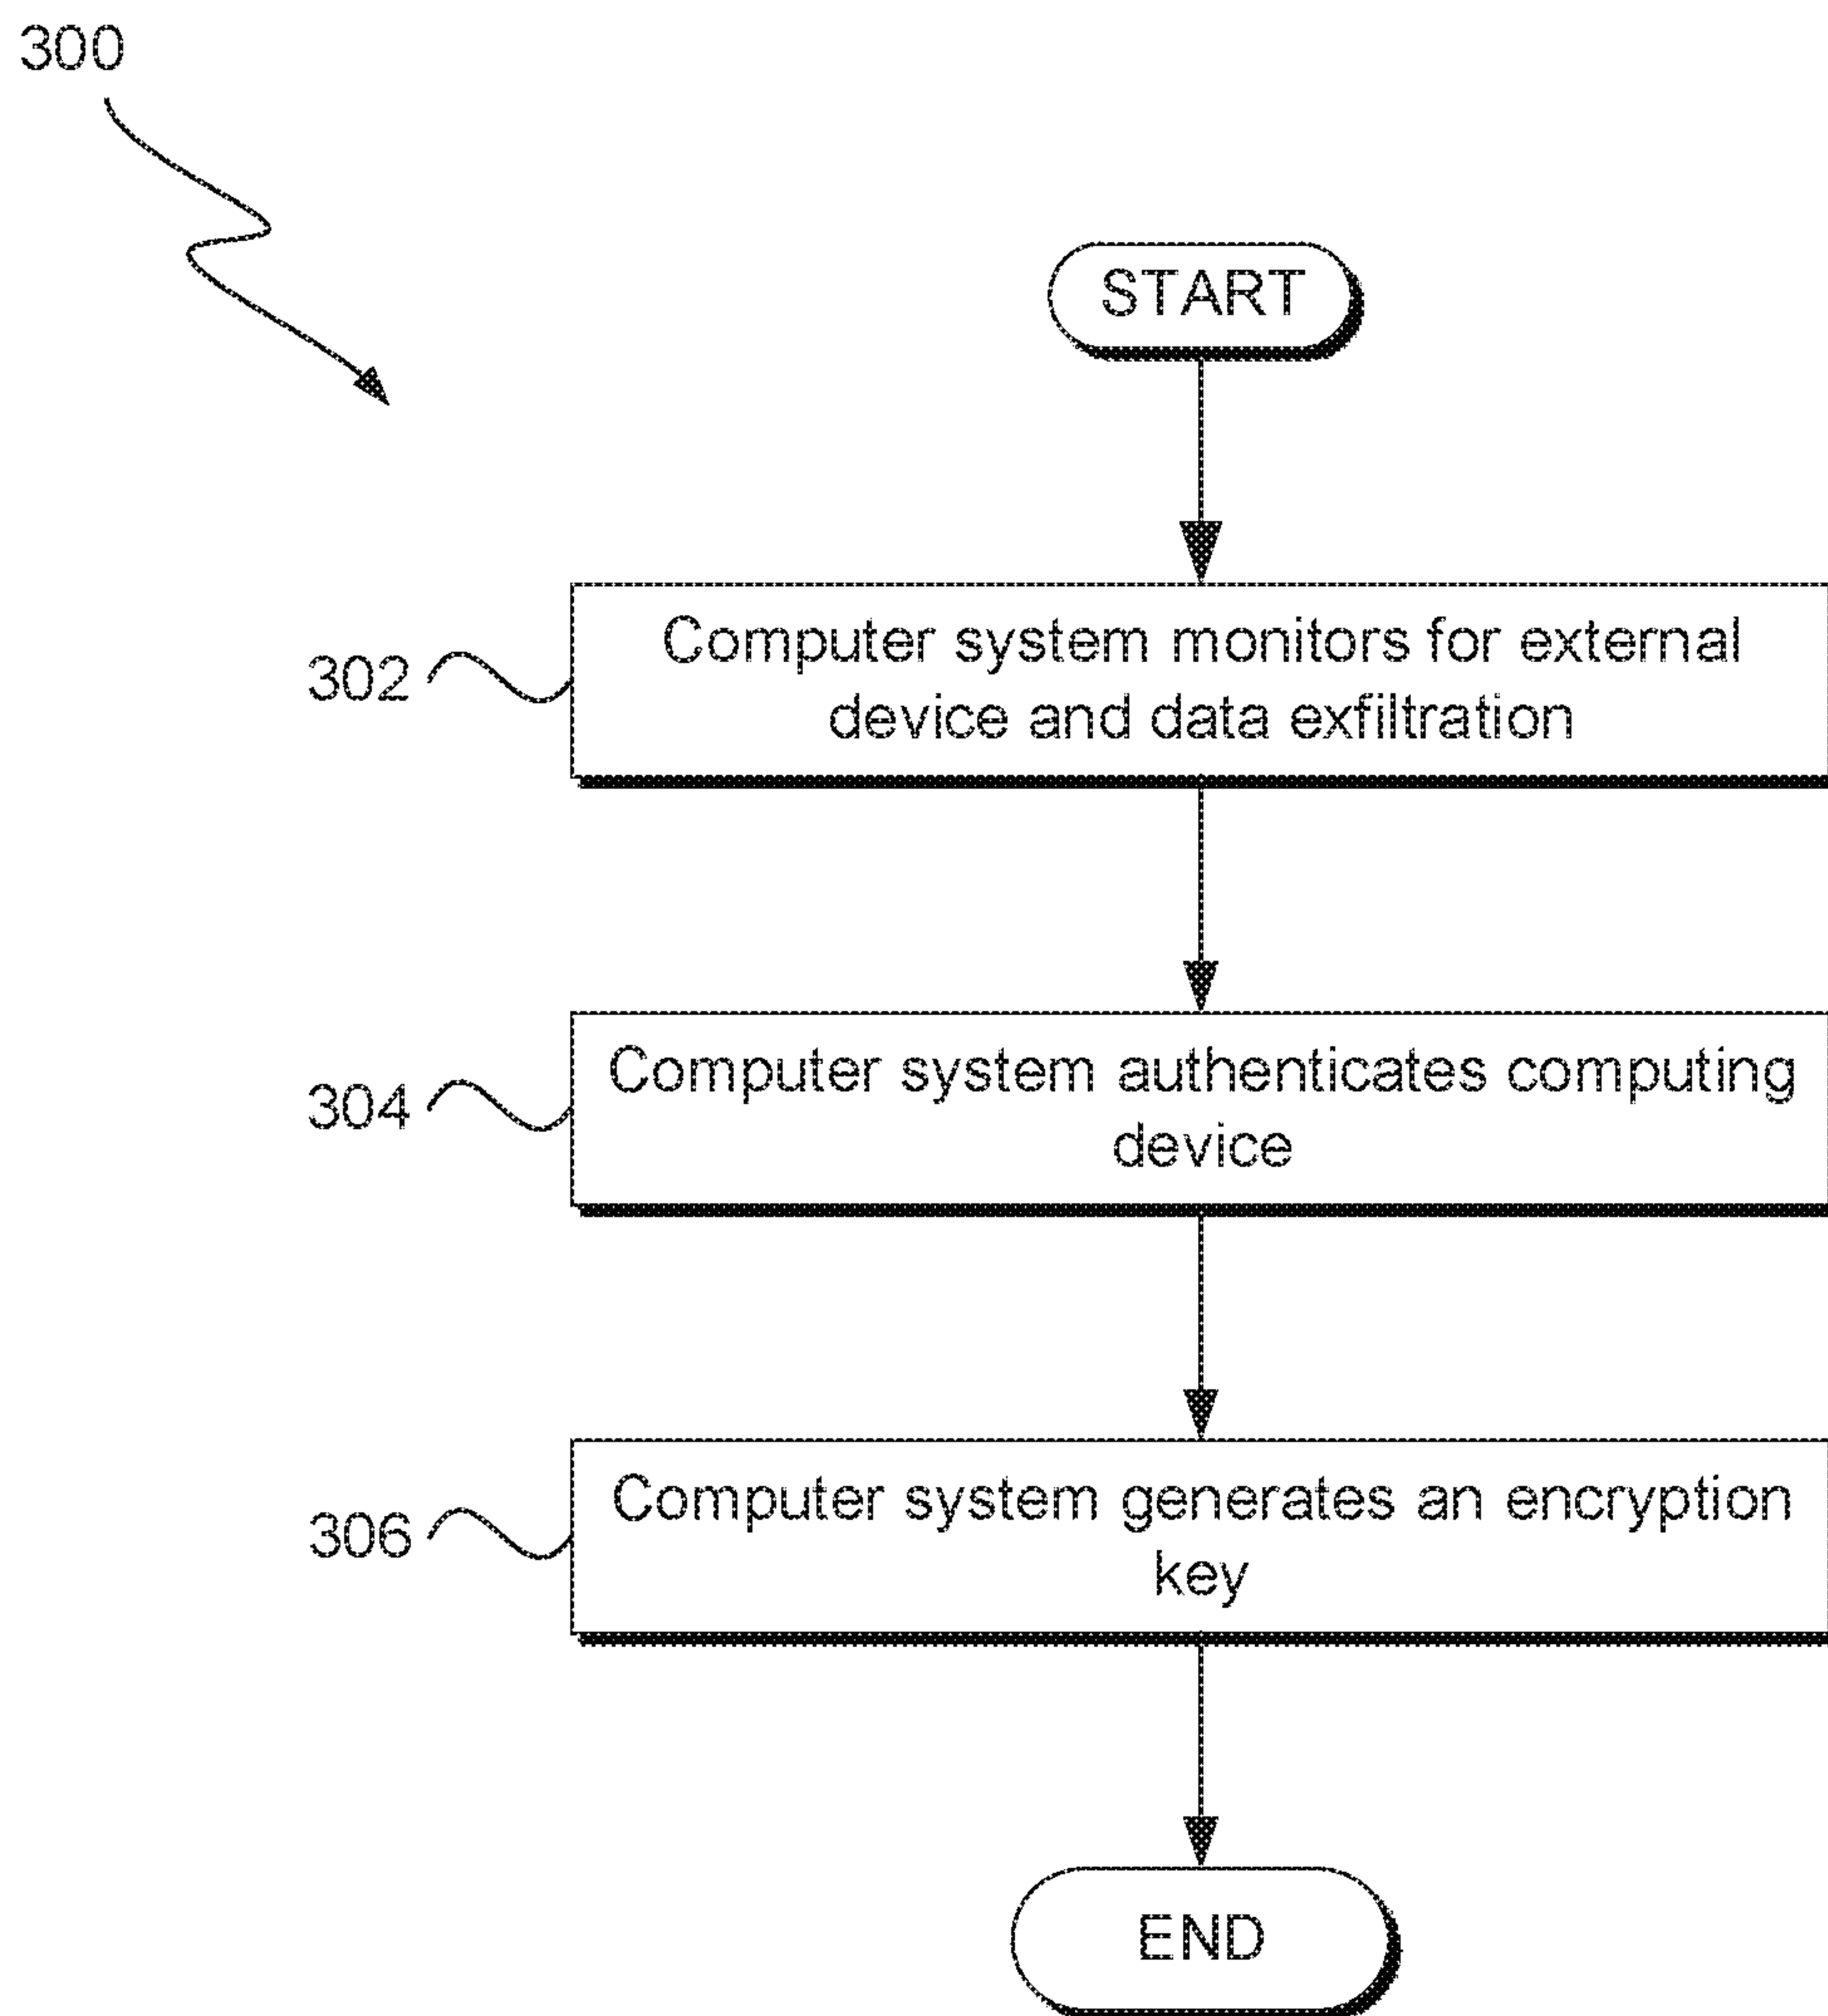 300
START
302
Computer system monitors for external
device and data exfiltration
304
Computer system authenticates computing
device
306
Computer system generates an encryption
key
END